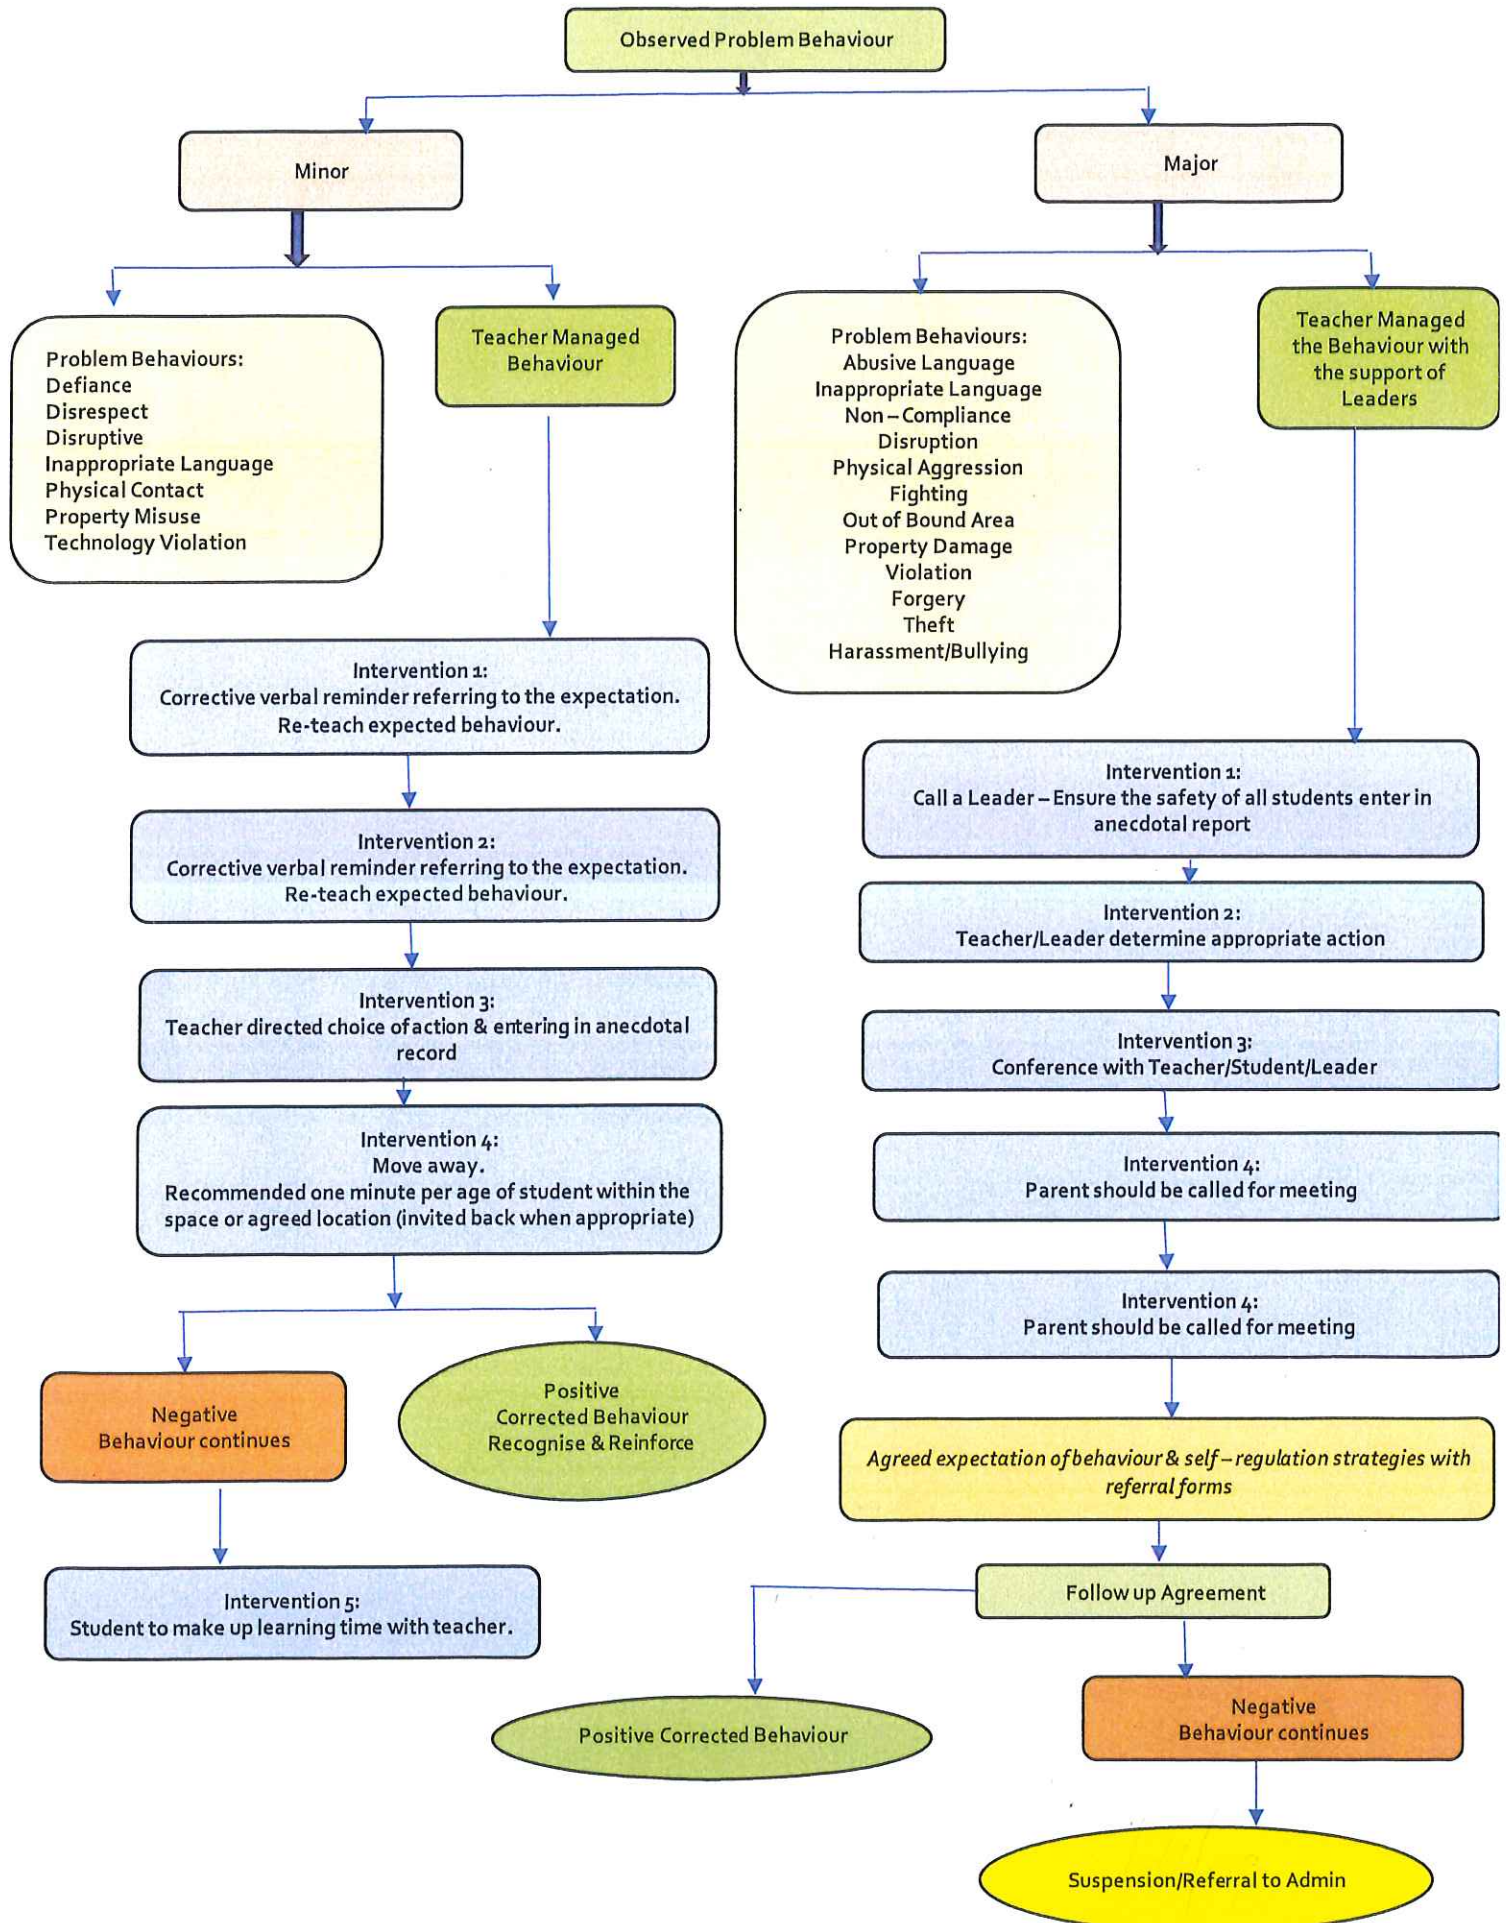 Observed Problem Behaviour
Minor
Major
Problem Behaviours:
Defiance
Disrespect
Disruptive
Inappropriate Language
Physical Contact
Property Misuse
Technology Violation
Teacher Managed
Behaviour
Problem Behaviours:
Abusive Language
Inappropriate Language
Non – Compliance
Disruption
Physical Aggression
Fighting
Out of Bound Area
Property Damage
Violation
Forgery
Theft
Harassment/Bullying
Teacher Managed
the Behaviour with
the support of
Leaders
Intervention 1:
Corrective verbal reminder referring to the expectation.
Re-teach expected behaviour.
Intervention 2:
Corrective verbal reminder referring to the expectation.
Re-teach expected behaviour.
Intervention 3:
Teacher directed choice of action & entering in anecdotal
record
Intervention 4:
Move away.
Recommended one minute per age of student within the
space or agreed location (invited back when appropriate)
Negative
Behaviour continues
Positive
Corrected Behaviour
Recognise & Reinforce
Intervention 5:
Student to make up learning time with teacher.
Intervention 1:
Call a Leader – Ensure the safety of all students enter in
anecdotal report
Intervention 2:
Teacher/Leader determine appropriate action
Intervention 3:
Conference with Teacher/Student/Leader
Intervention 4:
Parent should be called for meeting
Intervention 4:
Parent should be called for meeting
Agreed expectation of behaviour & self – regulation strategies with
referral forms
Follow up Agreement
Positive Corrected Behaviour
Negative
Behaviour continues
Suspension/Referral to Admin